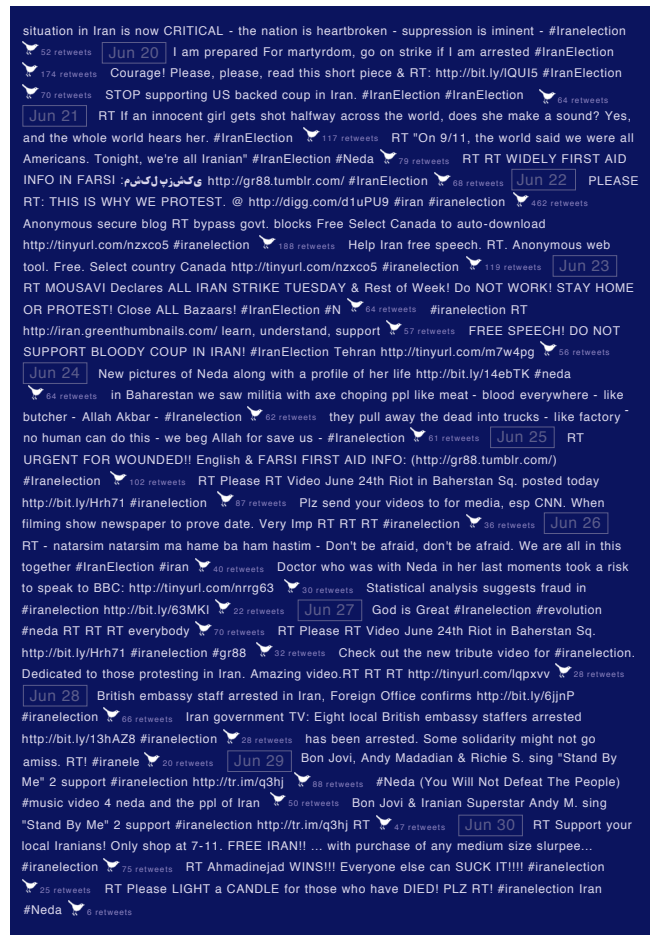 situation in Iran is now CRITICAL - the nation is heartbroken - suppression is iminent - #Iranelection
52 retweets Jun 20 I am prepared For martyrdom, go on strike if I am arrested #IranElection
174 retweets Courage! Please, please, read this short piece & RT: http://bit.ly/lQUI5 #IranElection
70 retweets STOP supporting US backed coup in Iran. #IranElection #IranElection 64 retweets
Jun 21 RT If an innocent girl gets shot halfway across the world, does she make a sound? Yes,
and the whole world hears her. #IranElection 117 retweets RT "On 9/11, the world said we were all
Americans. Tonight, we're all Iranian" #IranElection #Neda 79 retweets RT RT WIDELY FIRST AID
INFO IN FARSI : http://gr88.tumblr.com/ #IranElection 68 retweets Jun 22 PLEASE
RT: THIS IS WHY WE PROTEST. @ http://digg.com/d1uPU9 #iran #iranelection 462 retweets
Anonymous secure blog RT bypass govt. blocks Free Select Canada to auto-download
http://tinyurl.com/nzxco5 #iranelection 188 retweets Help Iran free speech. RT. Anonymous web
tool. Free. Select country Canada http://tinyurl.com/nzxco5 #iranelection 119 retweets Jun 23
RT MOUSAVI Declares ALL IRAN STRIKE TUESDAY & Rest of Week! Do NOT WORK! STAY HOME
OR PROTEST! Close ALL Bazaars! #IranElection #N 64 retweets #iranelection RT
http://iran.greenthumbnails.com/ learn, understand, support 57 retweets FREE SPEECH! DO NOT
SUPPORT BLOODY COUP IN IRAN! #IranElection Tehran http://tinyurl.com/m7w4pg 56 retweets
Jun 24 New pictures of Neda along with a profile of her life http://bit.ly/14ebTK #neda
64 retweets in Baharestan we saw militia with axe choping ppl like meat - blood everywhere - like
butcher - Allah Akbar - #Iranelection 62 retweets they pull away the dead into trucks - like factory -
no human can do this - we beg Allah for save us - #Iranelection 61 retweets Jun 25 RT
URGENT FOR WOUNDED!! English & FARSI FIRST AID INFO: (http://gr88.tumblr.com/)
#Iranelection 102 retweets RT Please RT Video June 24th Riot in Baherstan Sq. posted today
http://bit.ly/Hrh71 #iranelection 87 retweets Plz send your videos to for media, esp CNN. When
filming show newspaper to prove date. Very Imp RT RT RT #iranelection 36 retweets Jun 26
RT - natarsim natarsim ma hame ba ham hastim - Don't be afraid, don't be afraid. We are all in this
together #IranElection #iran 40 retweets Doctor who was with Neda in her last moments took a risk
to speak to BBC: http://tinyurl.com/nrrg63 30 retweets Statistical analysis suggests fraud in
#iranelection http://bit.ly/63MKl 22 retweets Jun 27 God is Great #Iranelection #revolution
#neda RT RT RT everybody 70 retweets RT Please RT Video June 24th Riot in Baherstan Sq.
http://bit.ly/Hrh71 #iranelection #gr88 32 retweets Check out the new tribute video for #iranelection.
Dedicated to those protesting in Iran. Amazing video.RT RT RT http://tinyurl.com/lqpxvv 28 retweets
Jun 28 British embassy staff arrested in Iran, Foreign Office confirms http://bit.ly/6jjnP
#iranelection 66 retweets Iran government TV: Eight local British embassy staffers arrested
http://bit.ly/13hAZ8 #iranelection 28 retweets has been arrested. Some solidarity might not go
amiss. RT! #iranele 20 retweets Jun 29 Bon Jovi, Andy Madadian & Richie S. sing "Stand By
Me" 2 support #iranelection http://tr.im/q3hj 88 retweets #Neda (You Will Not Defeat The People)
#music video 4 neda and the ppl of Iran 50 retweets Bon Jovi & Iranian Superstar Andy M. sing
"Stand By Me" 2 support #iranelection http://tr.im/q3hj RT 47 retweets Jun 30 RT Support your
local Iranians! Only shop at 7-11. FREE IRAN!! ... with purchase of any medium size slurpee...
#iranelection 75 retweets RT Ahmadinejad WINS!!! Everyone else can SUCK IT!!!! #iranelection
25 retweets RT Please LIGHT a CANDLE for those who have DIED! PLZ RT! #iranelection Iran
#Neda 6 retweets